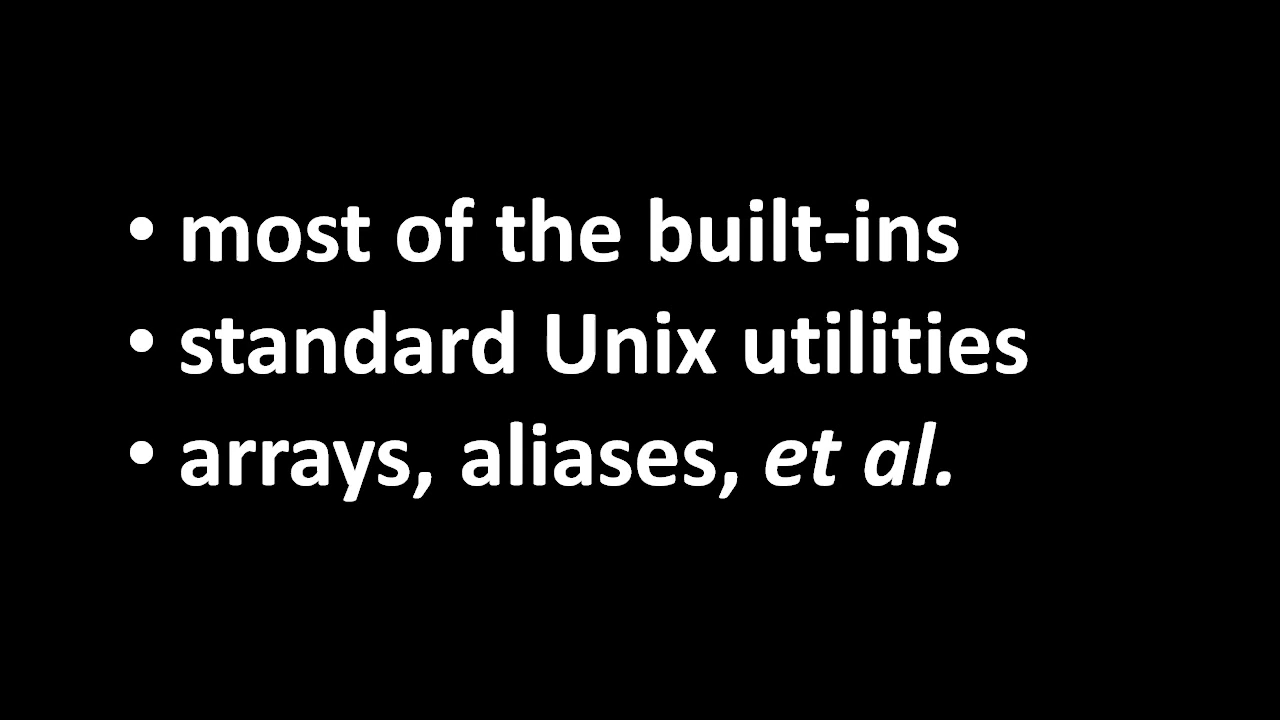 • most of the built-ins
• standard Unix utilities
• arrays, aliases, et al.